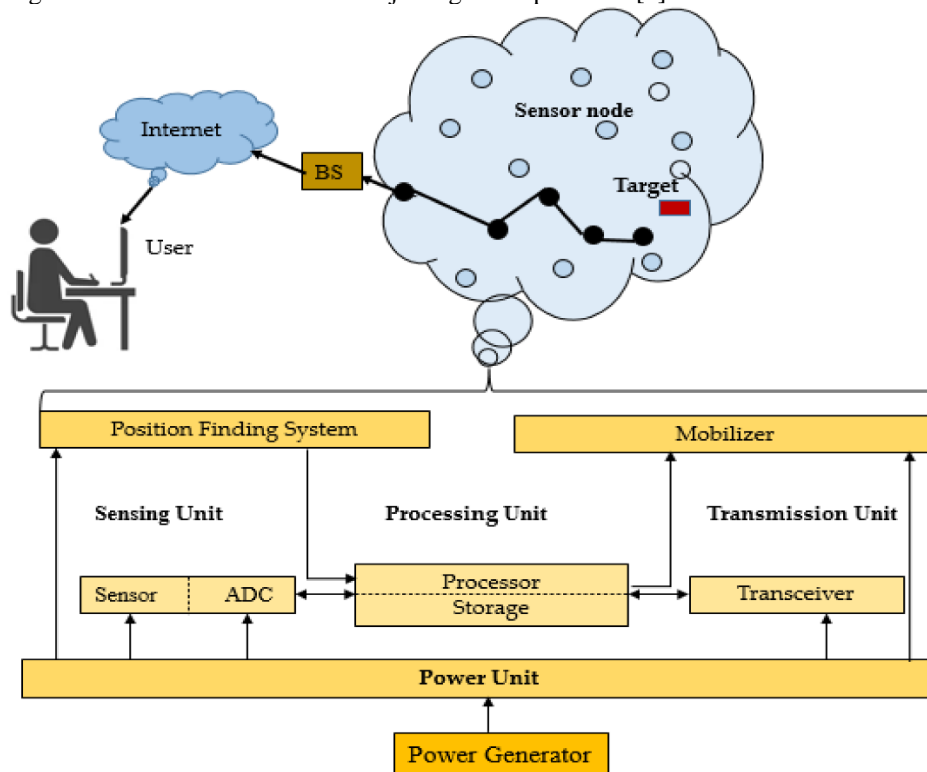 Internet
Sensor node
BS
Target
User
Position Finding System
Mobilizer
Sensing Unit
Processing Unit
Transmission Unit
Sensor
ADC
Processor
Storage
Transceiver
Power Unit
Power Generator